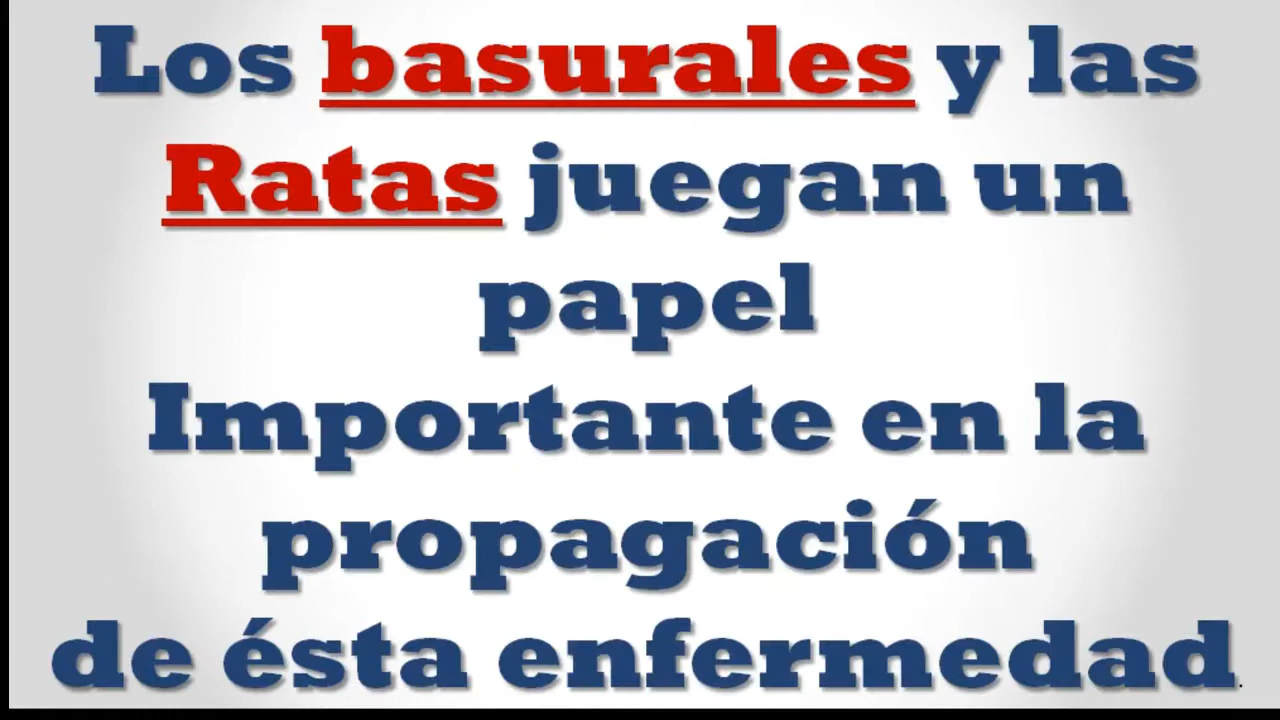 Los basurales y las
Ratas juegan un
papel
Importante en la
propagación
de ésta enfermedad.